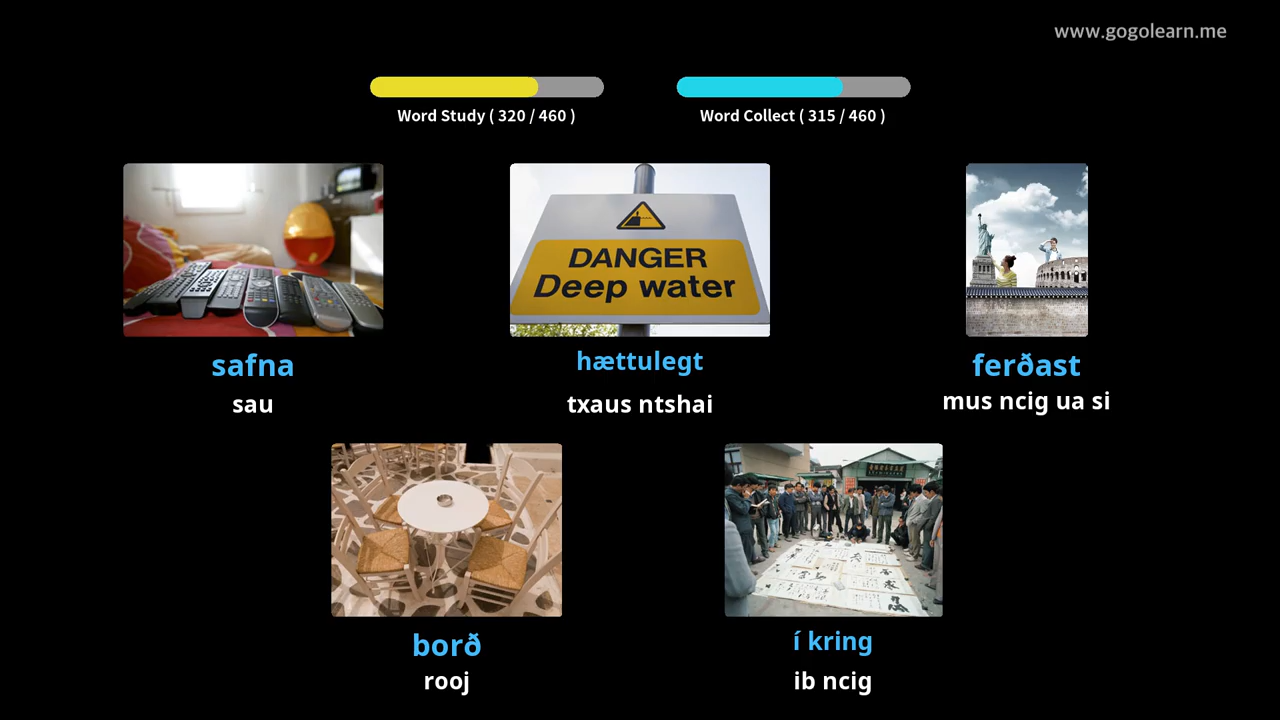 www.gogolearn.me
Word Study ( 320 / 460 )
Word Collect ( 315 / 460 )
DANGER
Deep water
safna
sau
hættulegt
txaus ntshai
ferðast
mus ncig ua si
borð
rooj
í kring
ib ncig